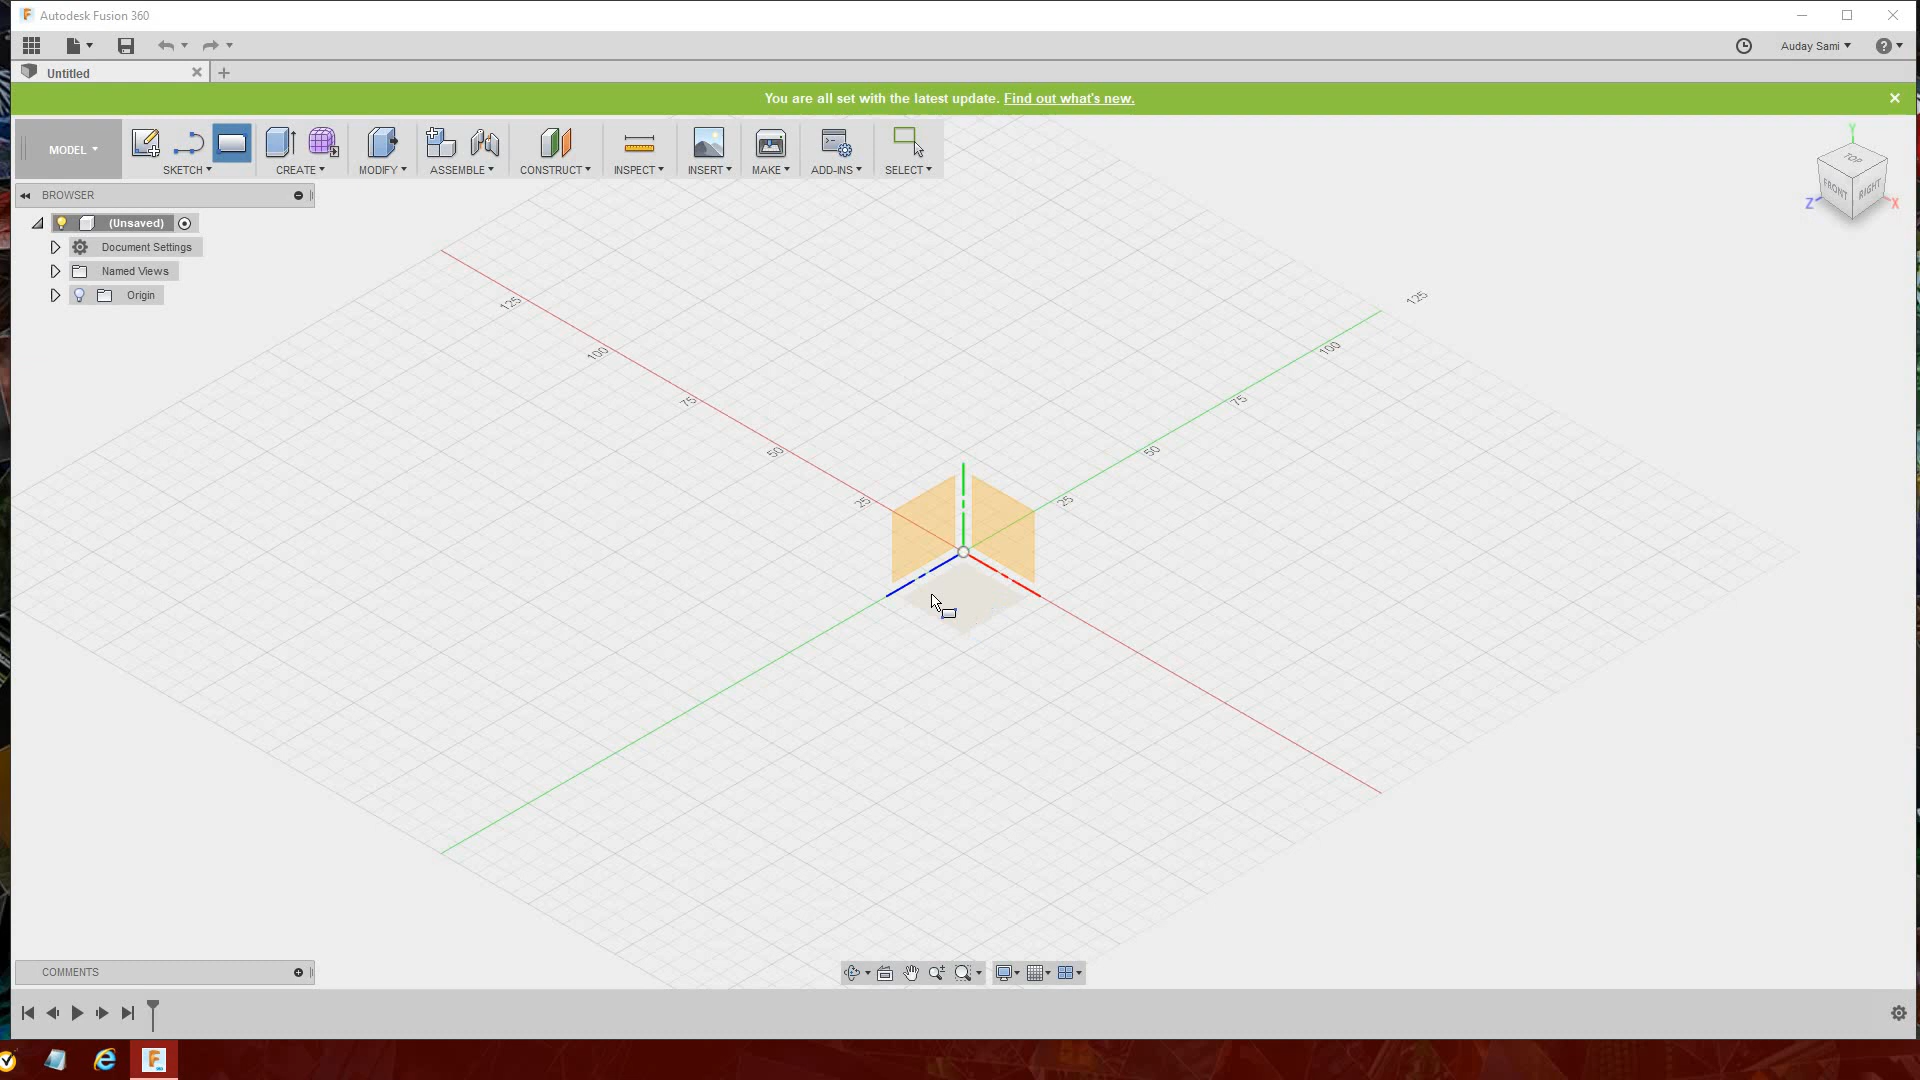 Autodesk Fusion 360
Auday Sami
Untitled
You are all set with the latest update. Find out what's new.
MODEL
SKETCH
CREATE
MODIFY
ASSEMBLE
CONSTRUCT
INSPECT
INSERT
MAKE
ADD-INS
SELECT
BROWSER
(Unsaved)
Document Settings
Named Views
Origin
Y
TOP
FRONT
RIGHT
Z
X
125
100
75
50
25
125
100
75
50
25
COMMENTS